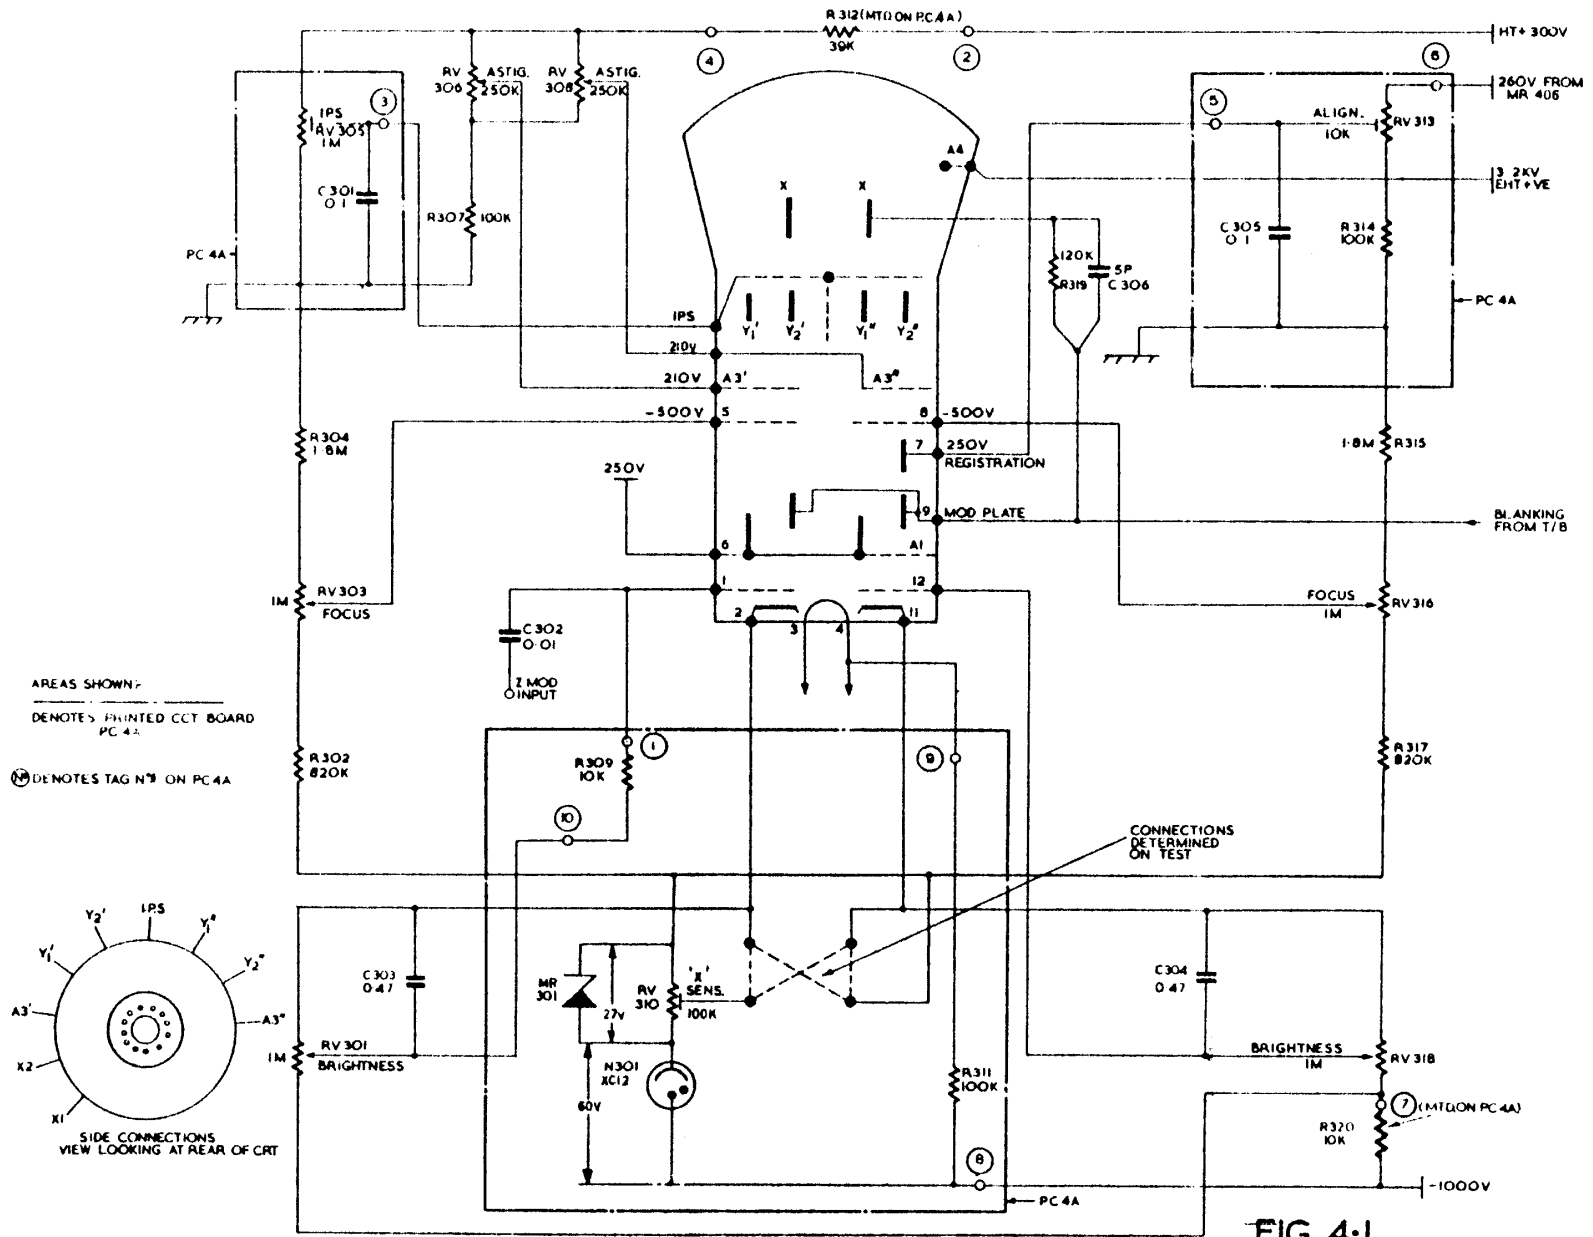 R312 (MTD.ON P.C.4A)
39K
HT+ 300V
4
2
6
260V FROM
MR 406
RV
306
ASTIG.
250K
RV
308
ASTIG.
250K
3
IPS
RV305
1M
5
ALIGN.
10K
RV313
A4
3.2KV
EHT+VE
X
X
C301
0.1
R307
100K
C305
0.1
R314
100K
PC 4A
120K
R319
5P
C306
PC 4A
IPS
Y1'
Y2'
Y1"
Y2"
210V
210V
A3'
A3"
-500V
5
8
-500V
R304
1·8M
7
250V
REGISTRATION
1·8M
R315
250V
9
MOD PLATE
BLANKING
FROM T/B
6
A1
1
12
1M
RV303
FOCUS
FOCUS
1M
RV316
2
3
4
11
C302
0·01
Z MOD
INPUT
AREAS SHOWN:-
DENOTES PRINTED CCT BOARD
PC 4A
R302
820K
R309
10K
1
9
R317
820K
Nº DENOTES TAG Nº ON PC4A
10
CONNECTIONS
DETERMINED
ON TEST
IPS
Y2'
Y1"
Y1'
Y2"
A3'
A3"
X2
X1
C303
0·47
MR
301
27V
RV
310
'X'
SENS.
100K
C304
0·47
1M
RV301
BRIGHTNESS
N301
XC12
60V
R311
100K
BRIGHTNESS
1M
RV318
7
(MTD.ON PC4A)
R320
10K
SIDE CONNECTIONS
VIEW LOOKING AT REAR OF CRT
8
-1000V
PC4A
FIG. 4·1